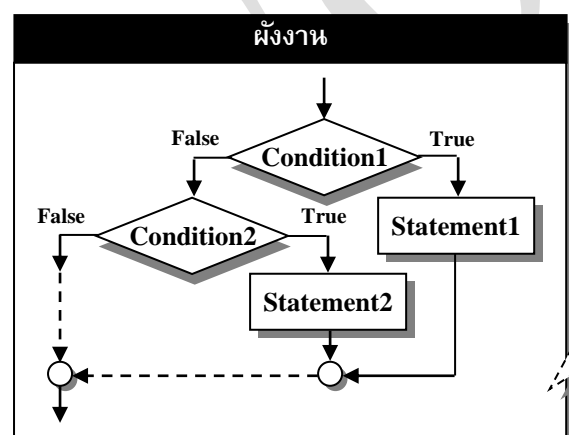 ผังงาน
False
True
Condition1
False
True
Statement1
Condition2
Statement2